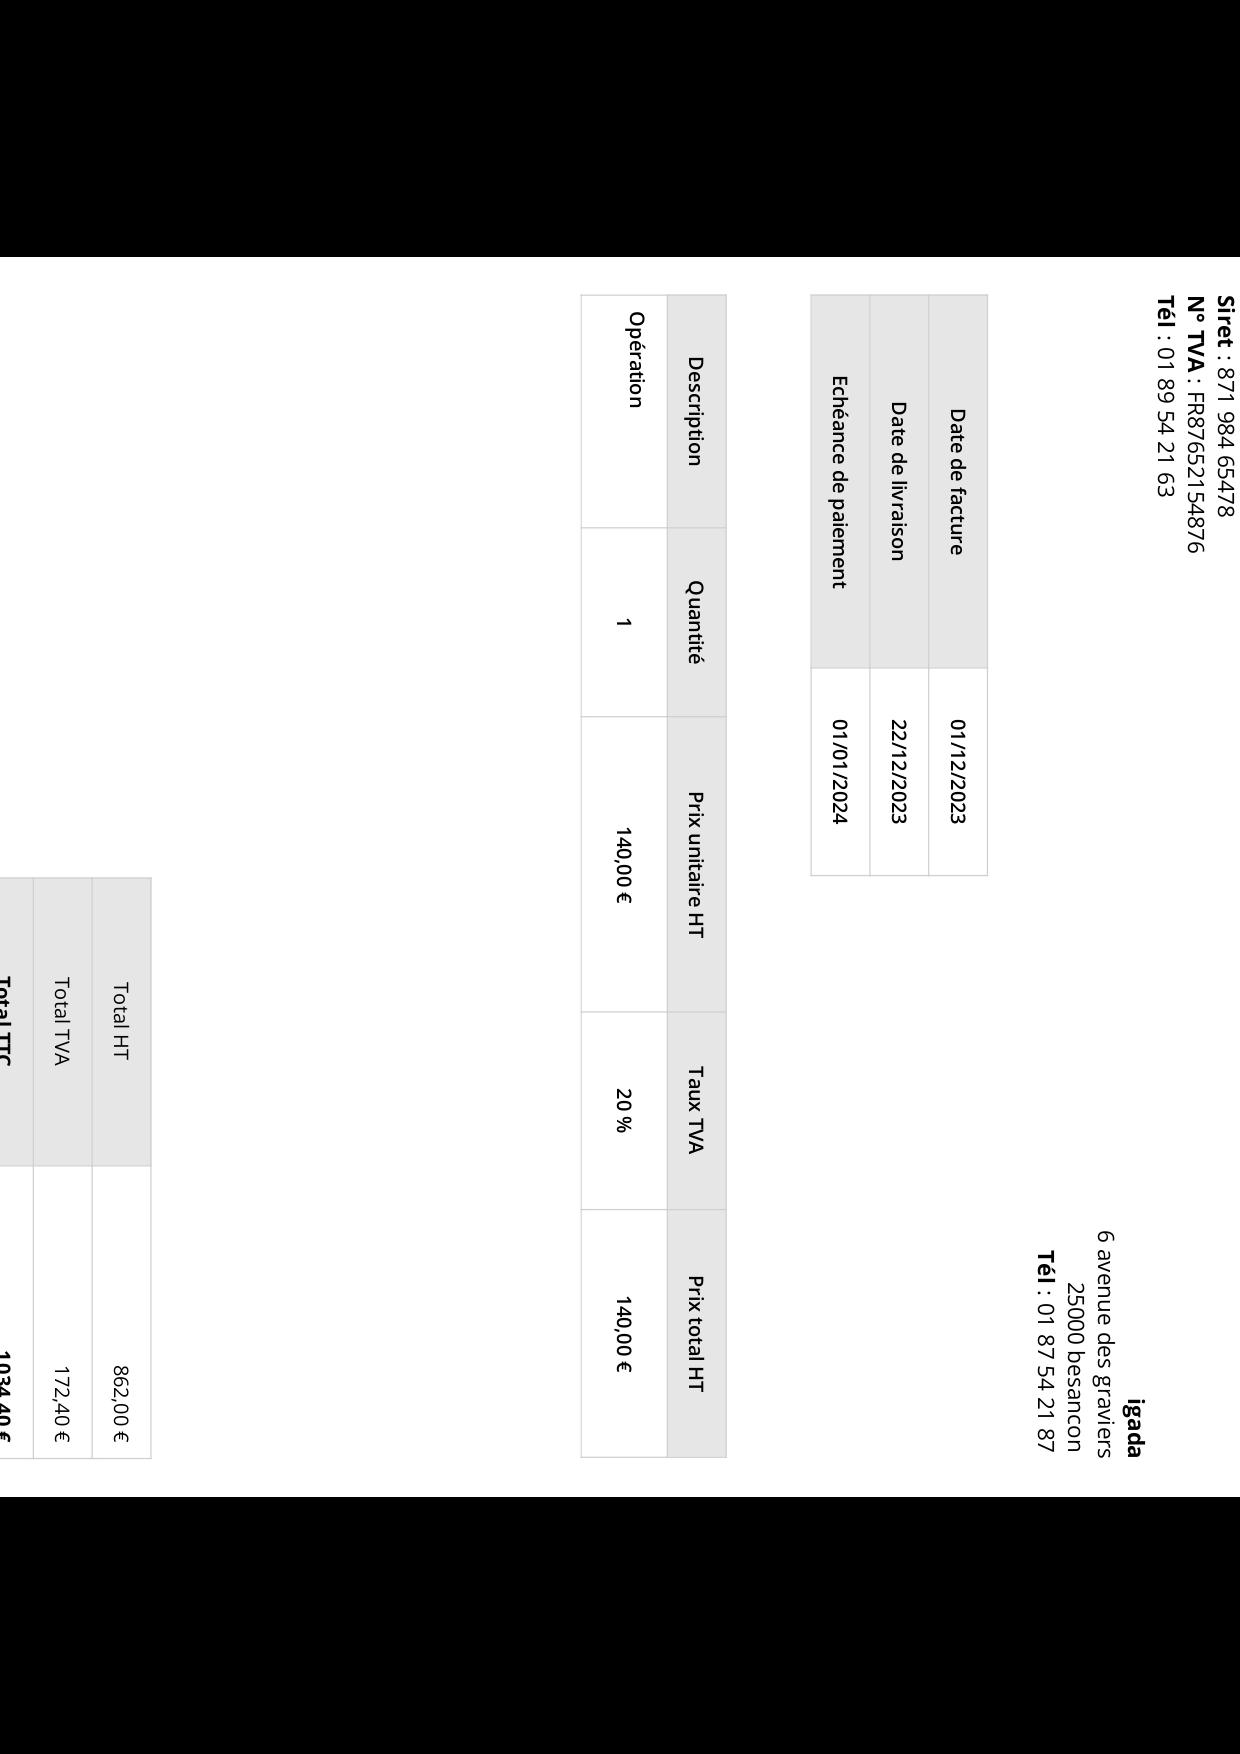 Siret : 871 984 65478
N° TVA : FR87652154876
Tél : 01 89 54 21 63
igada
6 avenue des graviers
25000 besancon
Tél : 01 87 54 21 87
Date de facture 01/12/2023
Date de livraison 22/12/2023
Echéance de paiement 01/01/2024
Description Quantité Prix unitaire HT Taux TVA Prix total HT
Opération 1 140,00 € 20 % 140,00 €
Total HT 862,00 €
Total TVA 172,40 €
Total TTC 1034,40 €